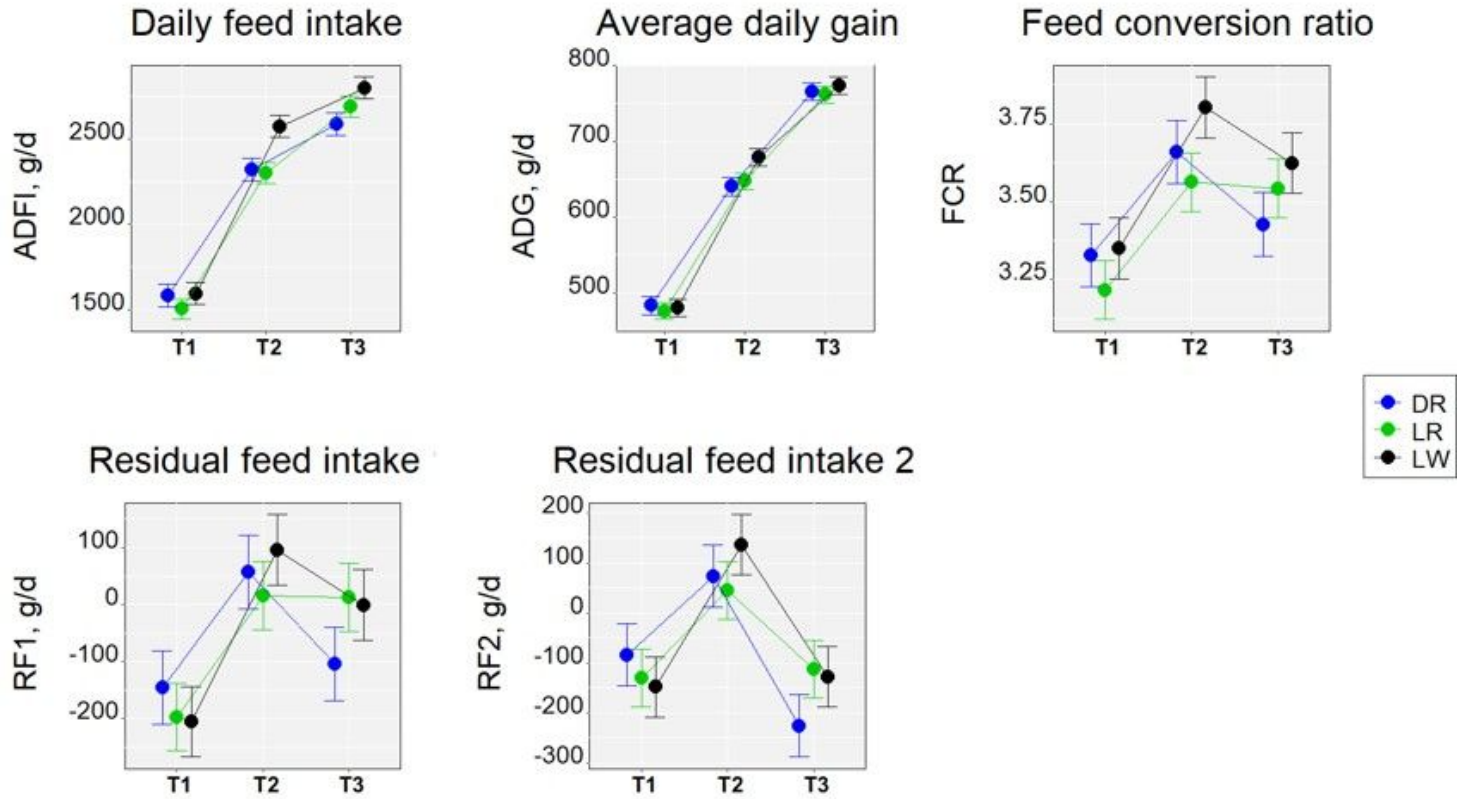 Daily feed intake
ADFI, g/d
2500
2000
1500
T1 T2 T3
Average daily gain
ADG, g/d
800
700
600
500
T1 T2 T3
Feed conversion ratio
FCR
3.75
3.50
3.25
T1 T2 T3
DR
LR
LW
Residual feed intake
RF1, g/d
100
0
-100
-200
T1 T2 T3
Residual feed intake 2
RF2, g/d
200
100
0
-100
-200
-300
T1 T2 T3